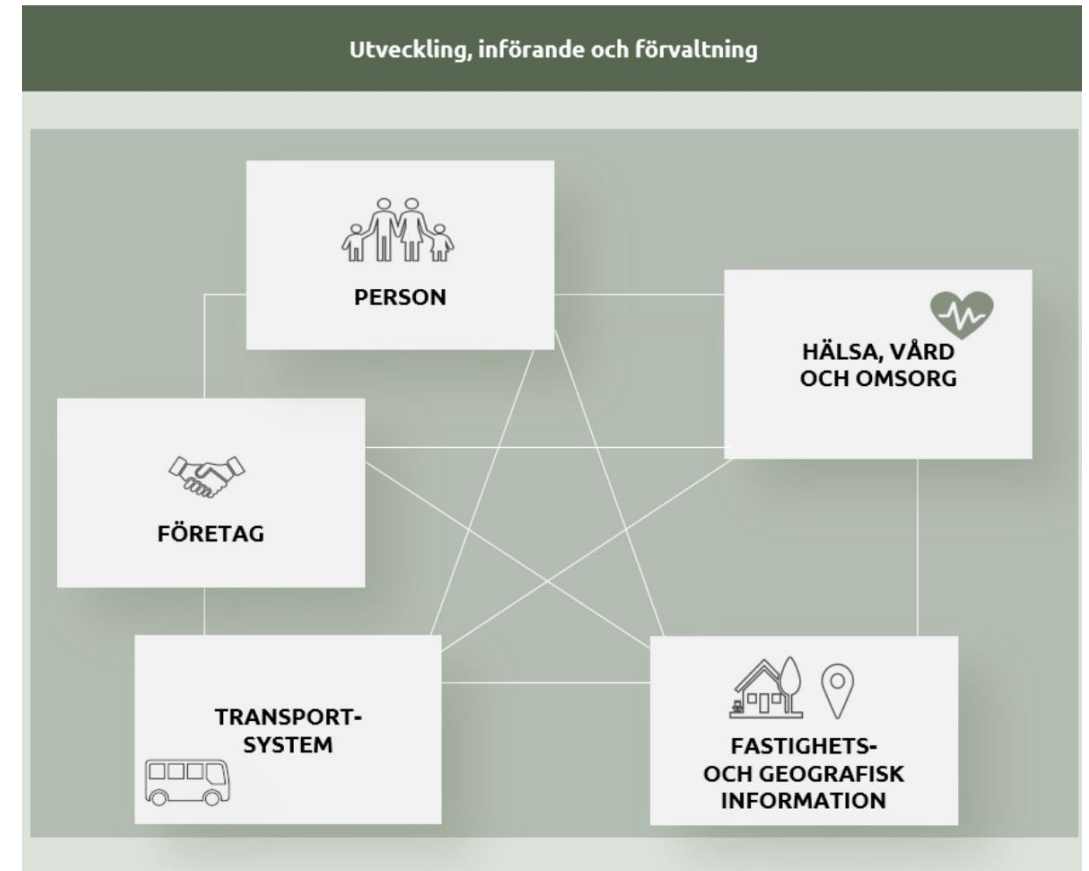 Utveckling, införande och förvaltning
PERSON
HÄLSA, VÅRD
OCH OMSORG
FÖRETAG
TRANSPORT-
SYSTEM
FASTIGHETS-
OCH GEOGRAFISK
INFORMATION